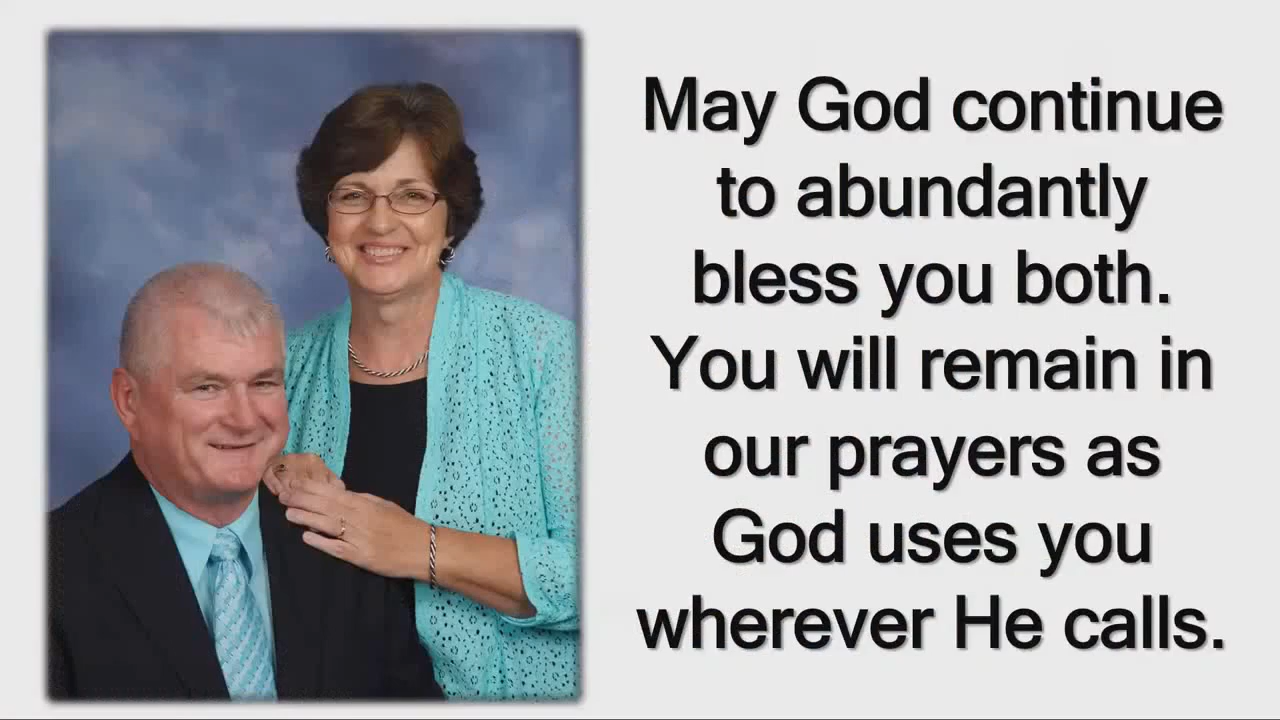 May God continue
to abundantly
bless you both.
You will remain in
our prayers as
God uses you
wherever He calls.